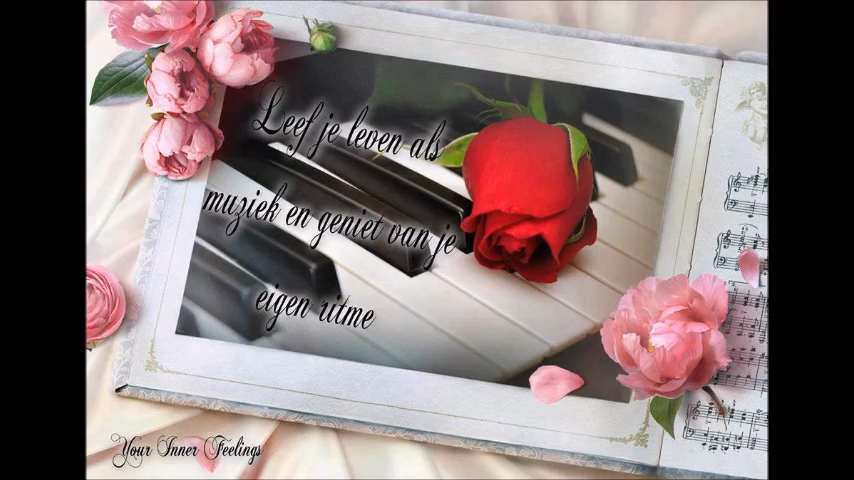 Leef je leven als
muziek en geniet van je
eigen ritme
Your Inner Feelings